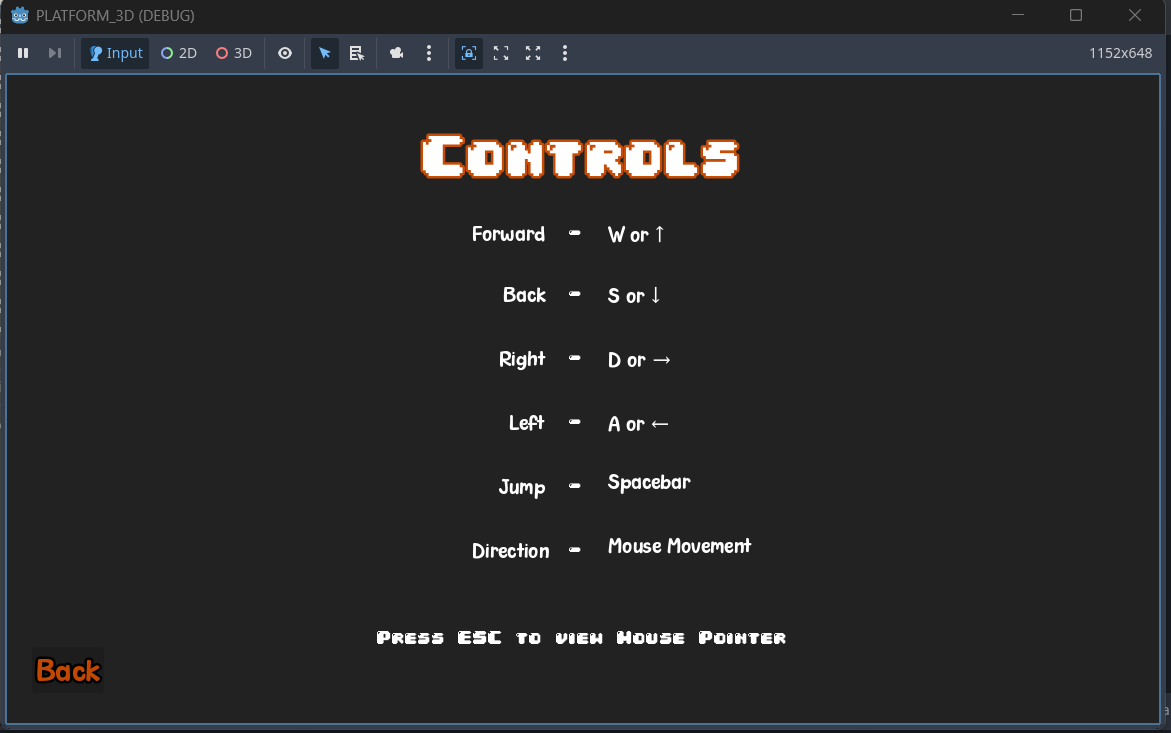 PLATFORM_3D (DEBUG)
Input 2D 3D 1152x648
Controls
Forward - W or ↑
Back - S or ↓
Right - D or →
Left - A or ←
Jump - Spacebar
Direction - Mouse Movement
Press ESC to view Mouse Pointer
Back